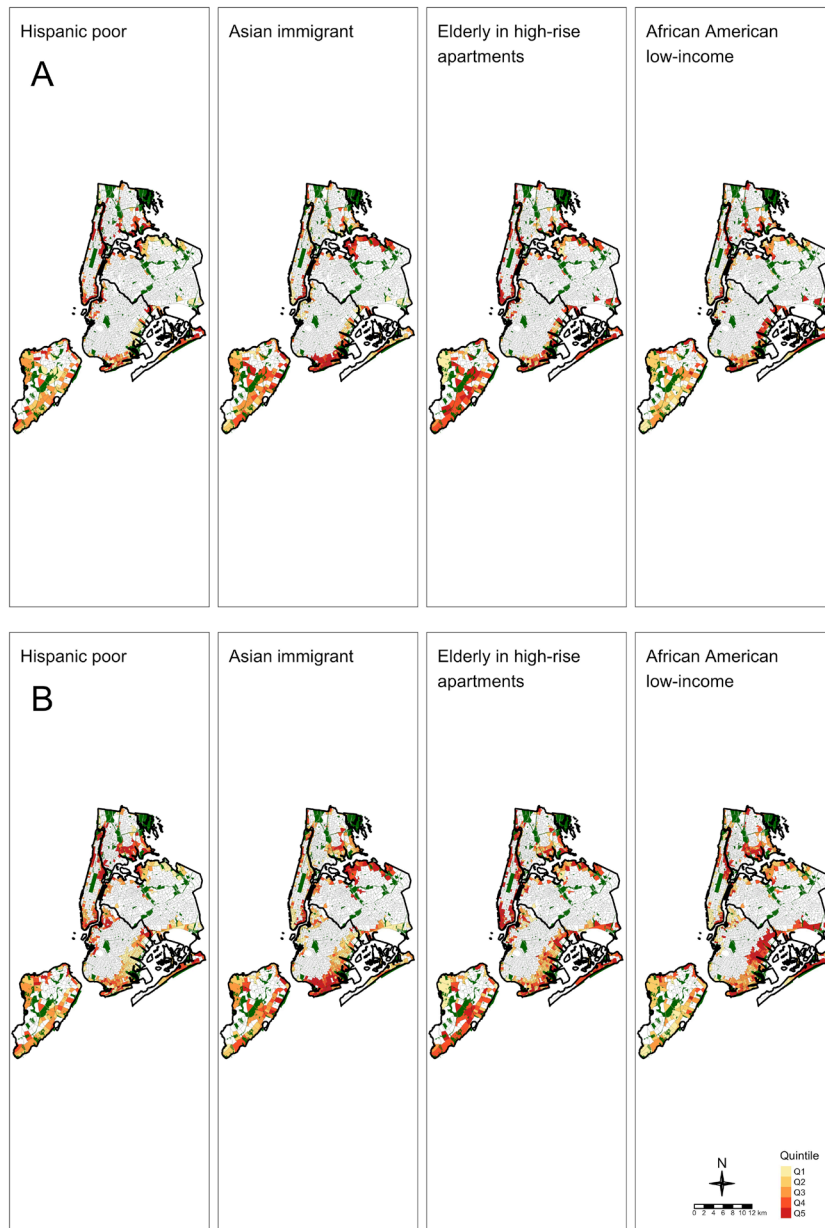 Hispanic poor
Asian immigrant
Elderly in high-rise
apartments
African American
low-income
A
Hispanic poor
Asian immigrant
Elderly in high-rise
apartments
African American
low-income
B
N
0 2 4 6 8 10 12 km
Quintile
Q1
Q2
Q3
Q4
Q5